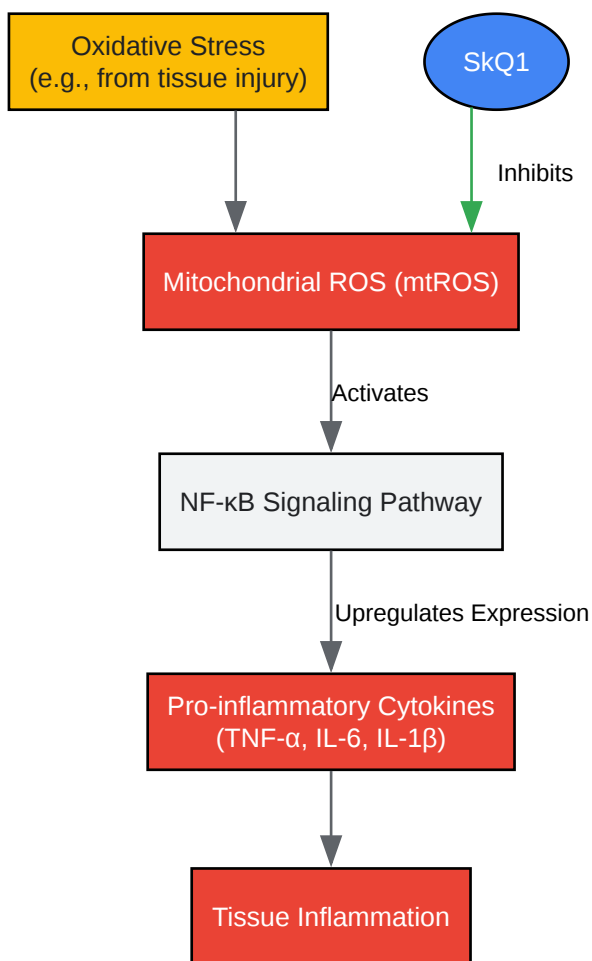 Oxidative Stress
(e.g., from tissue injury)
SkQ1
Inhibits
Mitochondrial ROS (mtROS)
Activates
NF-κB Signaling Pathway
Upregulates Expression
Pro-inflammatory Cytokines
(TNF-α, IL-6, IL-1β)
Tissue Inflammation